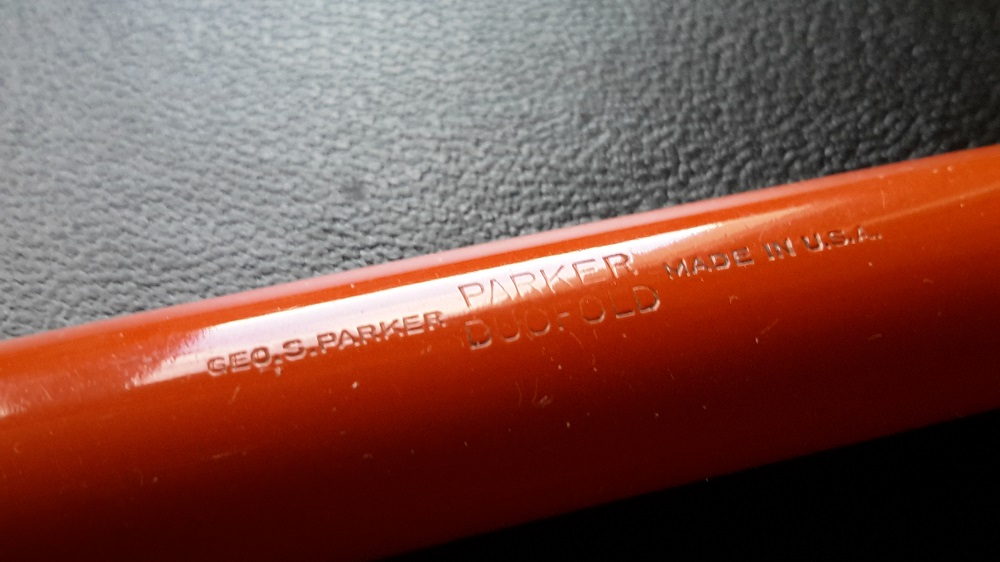 GEO.S.PARKER
PARKER
DUOFOLD
MADE IN U.S.A.